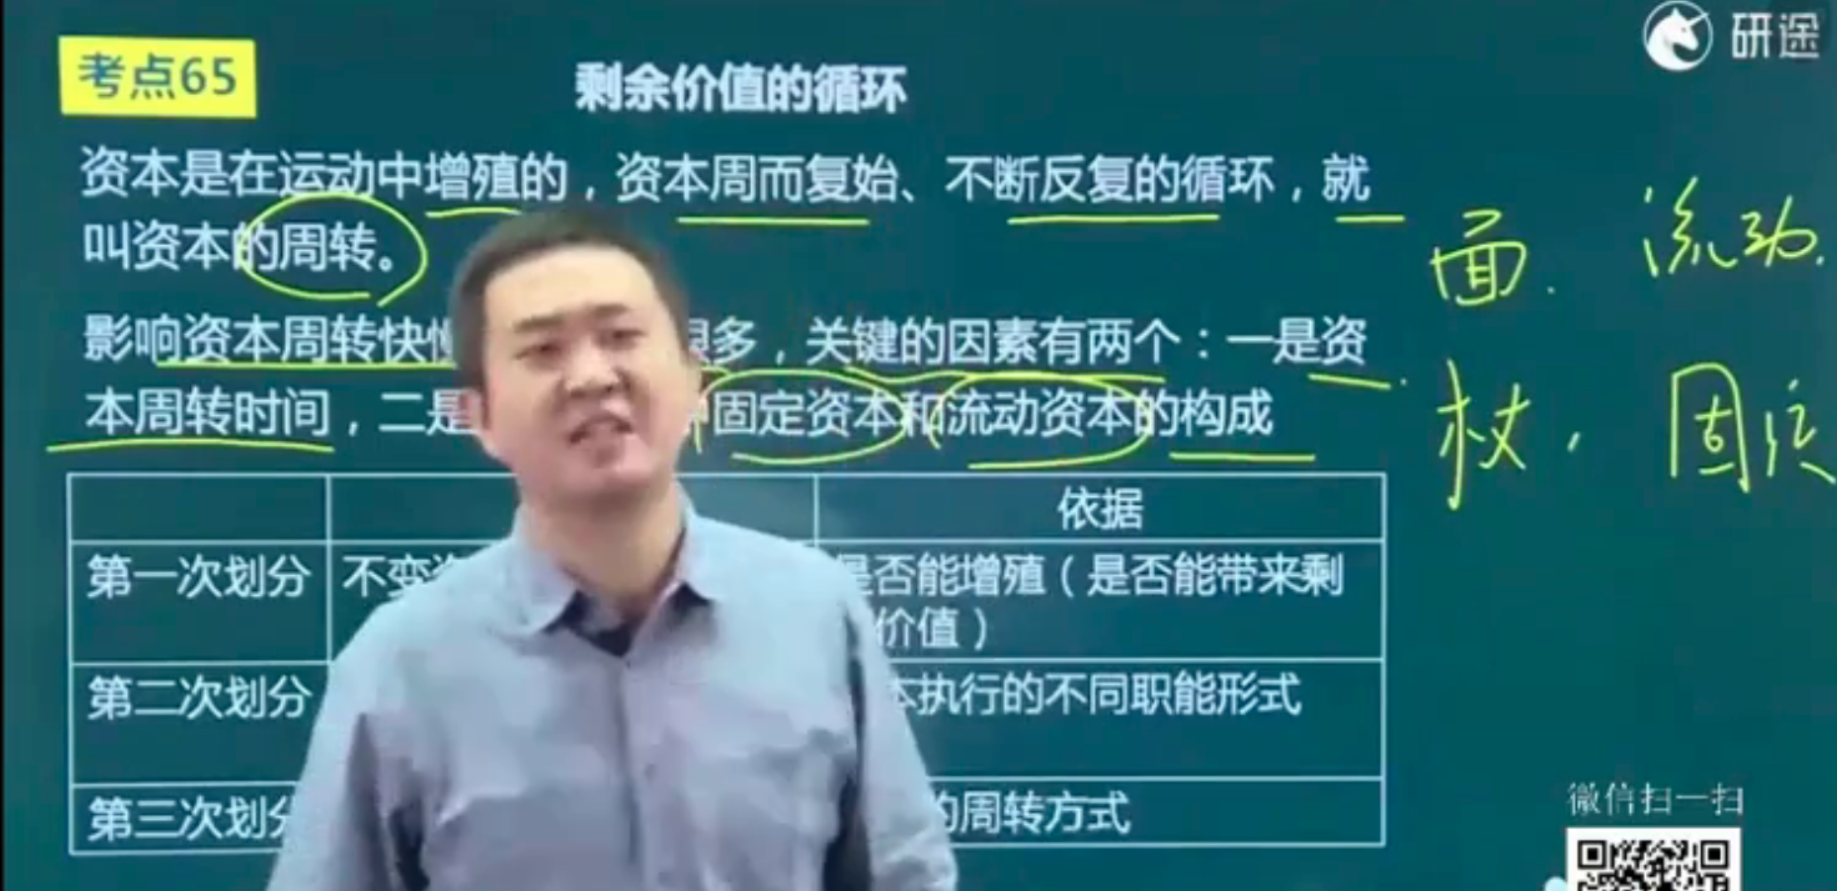 研途
考点65
剩余价值的循环
资本是在运动中增殖的，资本周而复始、不断反复的循环，就
叫资本的周转。
面. 流动.
影响资本周转快慢 很多，关键的因素有两个：一是资
本周转时间，二是 固定资本和流动资本的构成
杖, 固定
依据
第一次划分 不变 是否能增殖（是否能带来剩
价值）
第二次划分 本执行的不同职能形式
第三次划分 的周转方式
微信扫一扫